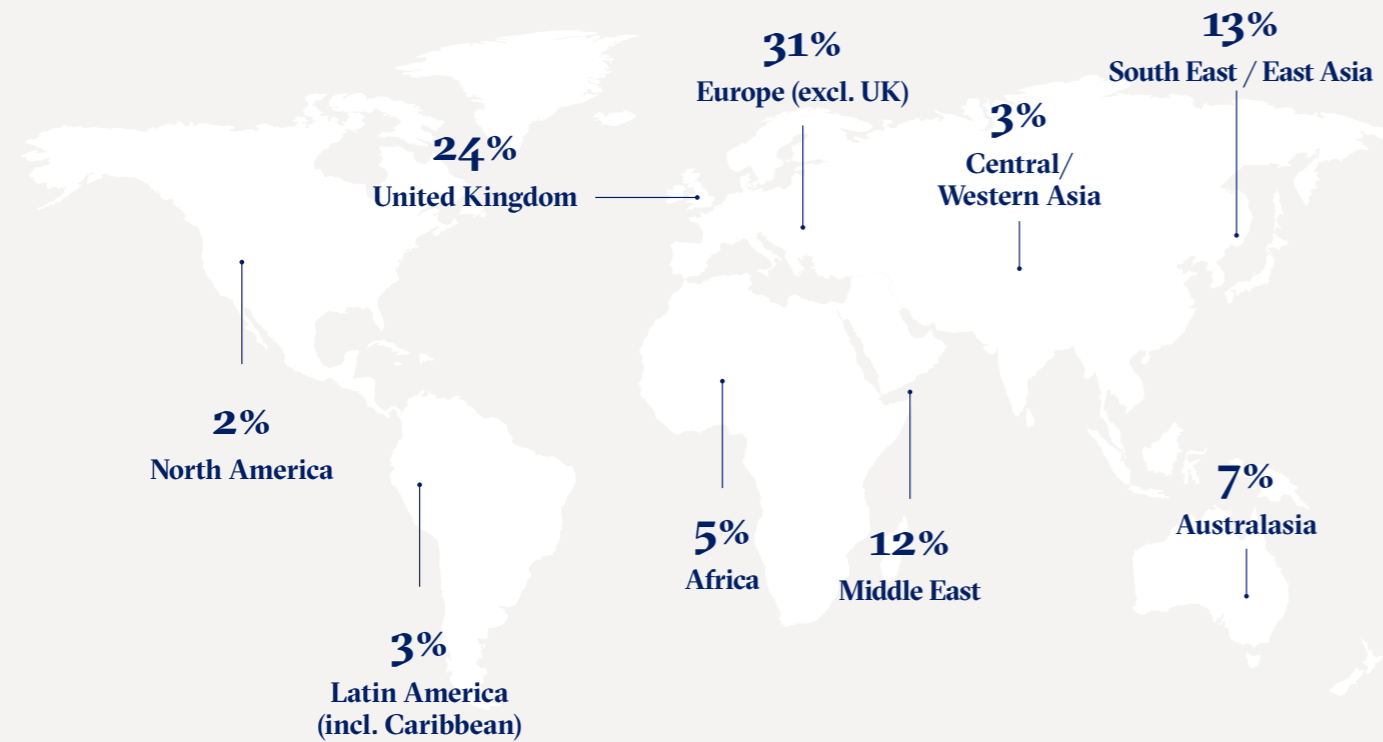 13%
South East / East Asia
31%
Europe (excl. UK)
3%
Central/
Western Asia
24%
United Kingdom
2%
North America
7%
Australasia
5%
Africa
12%
Middle East
3%
Latin America
(incl. Caribbean)